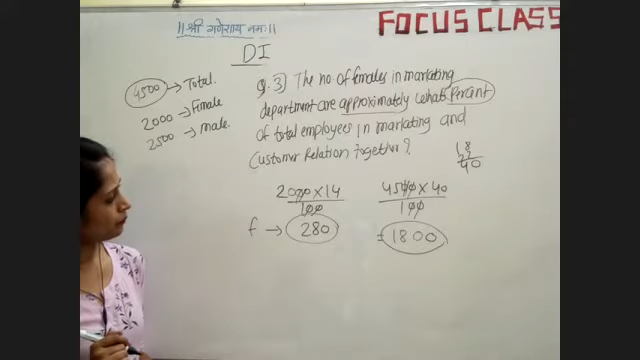 ||श्री गणेशाय नमः||
FOCUS CLASS
DI
4500 → Total.
2000 → Female
2500 → Male.
Q.3) The no. of females in marketing
department are approximately what Percent
of total employees in marketing and
Customer Relation together?
18
22
40
2000 × 14
100
f → 280
4500 × 40
100
= 1800